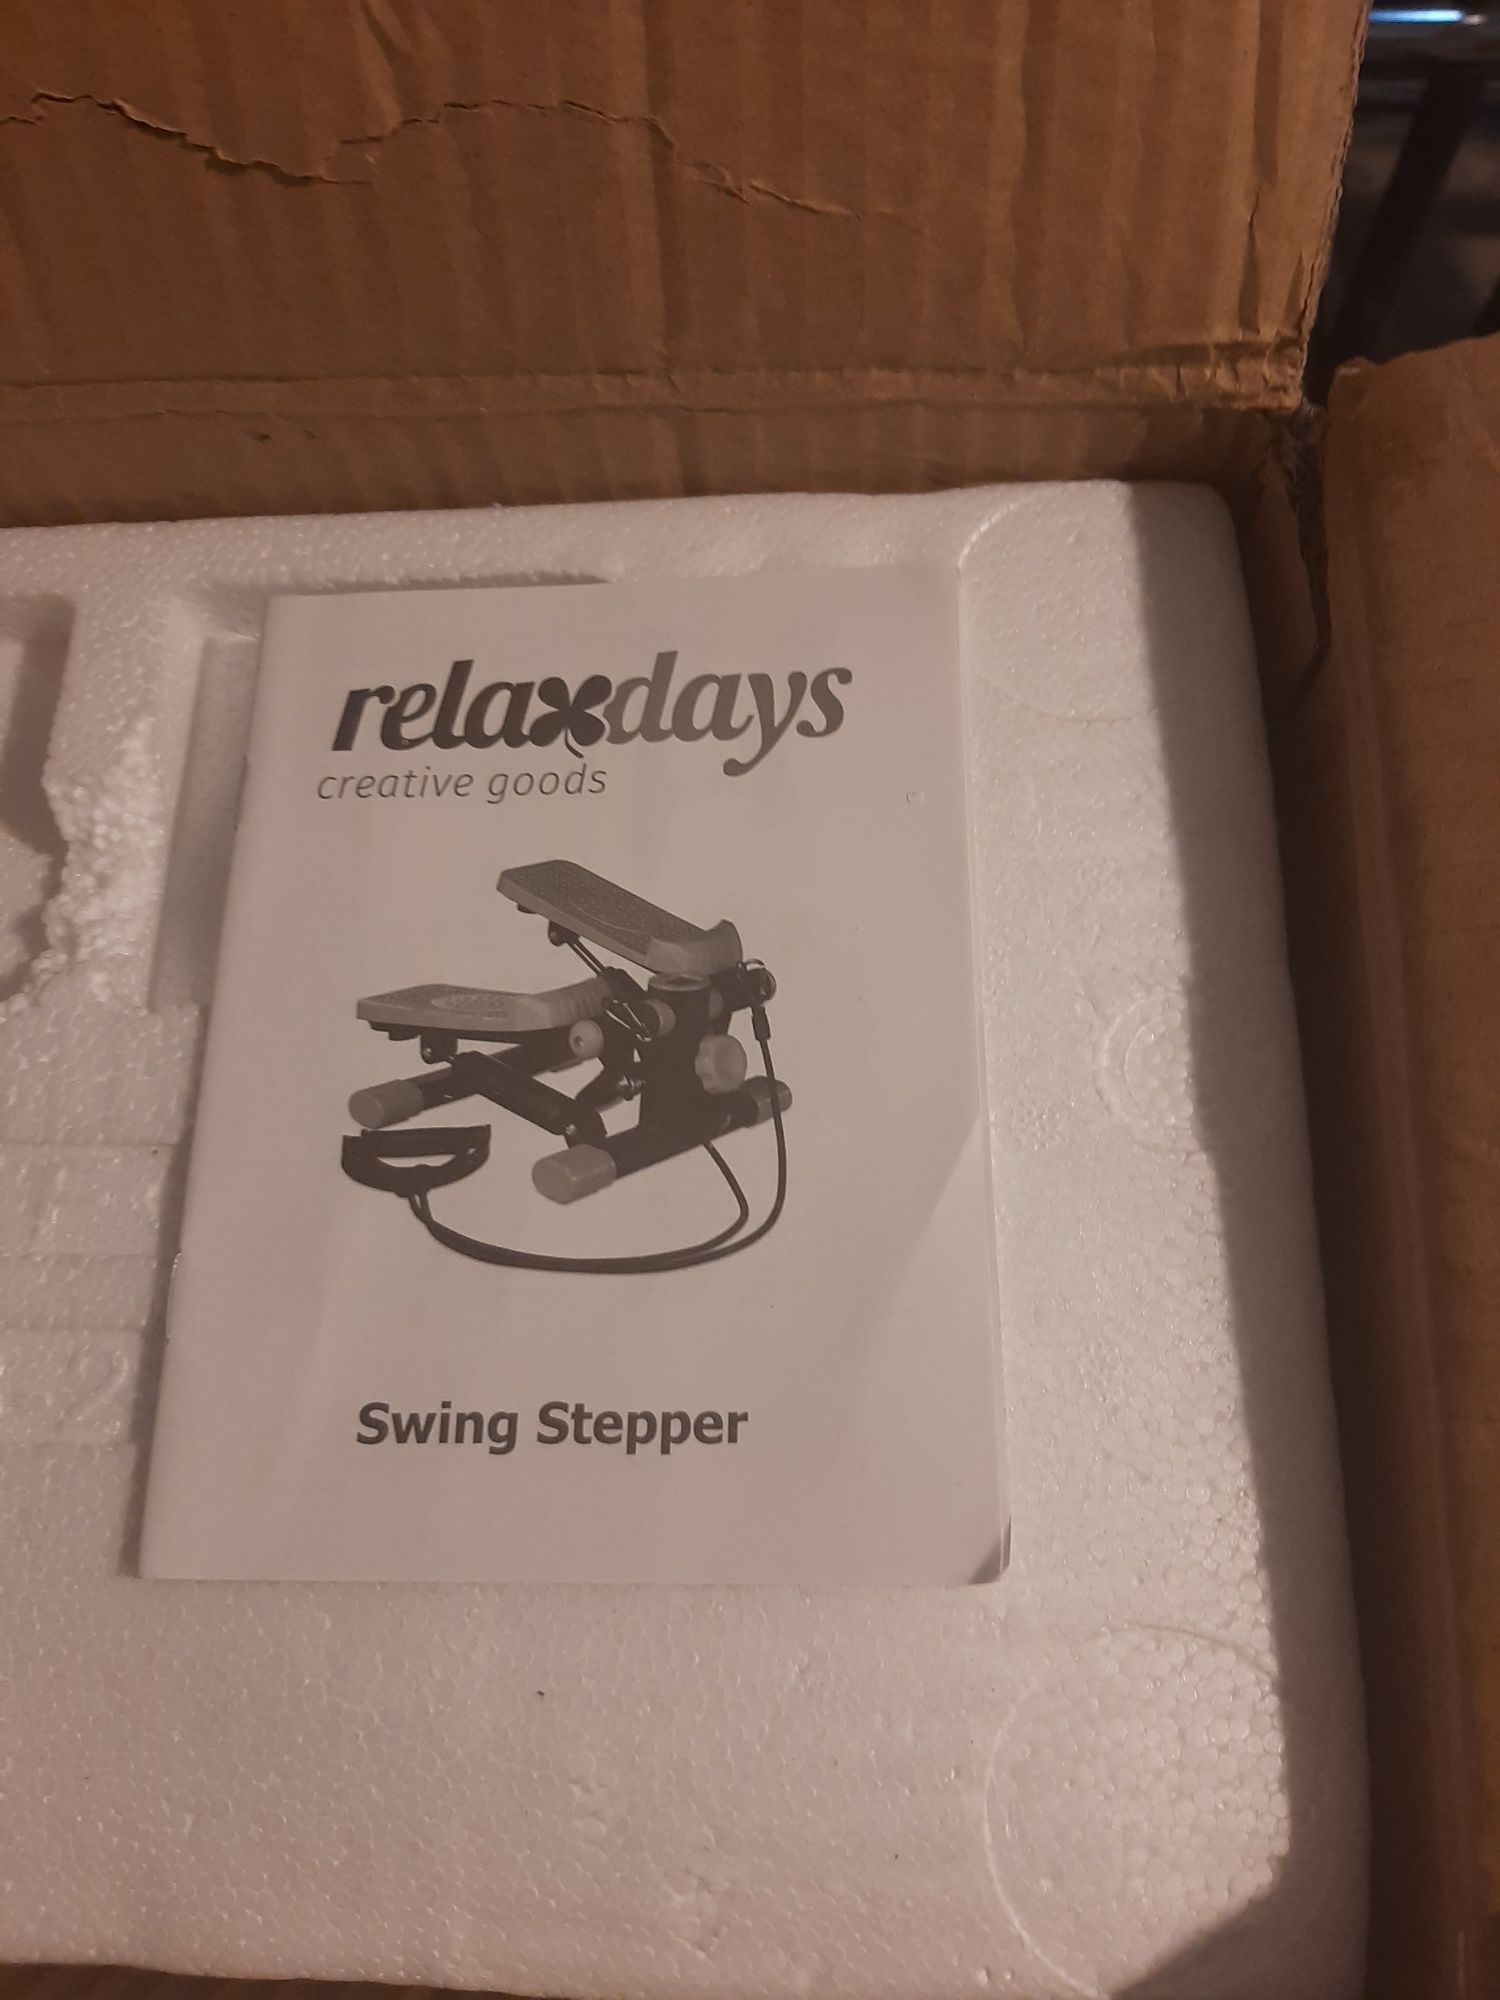 relaxdays
creative goods
Swing Stepper